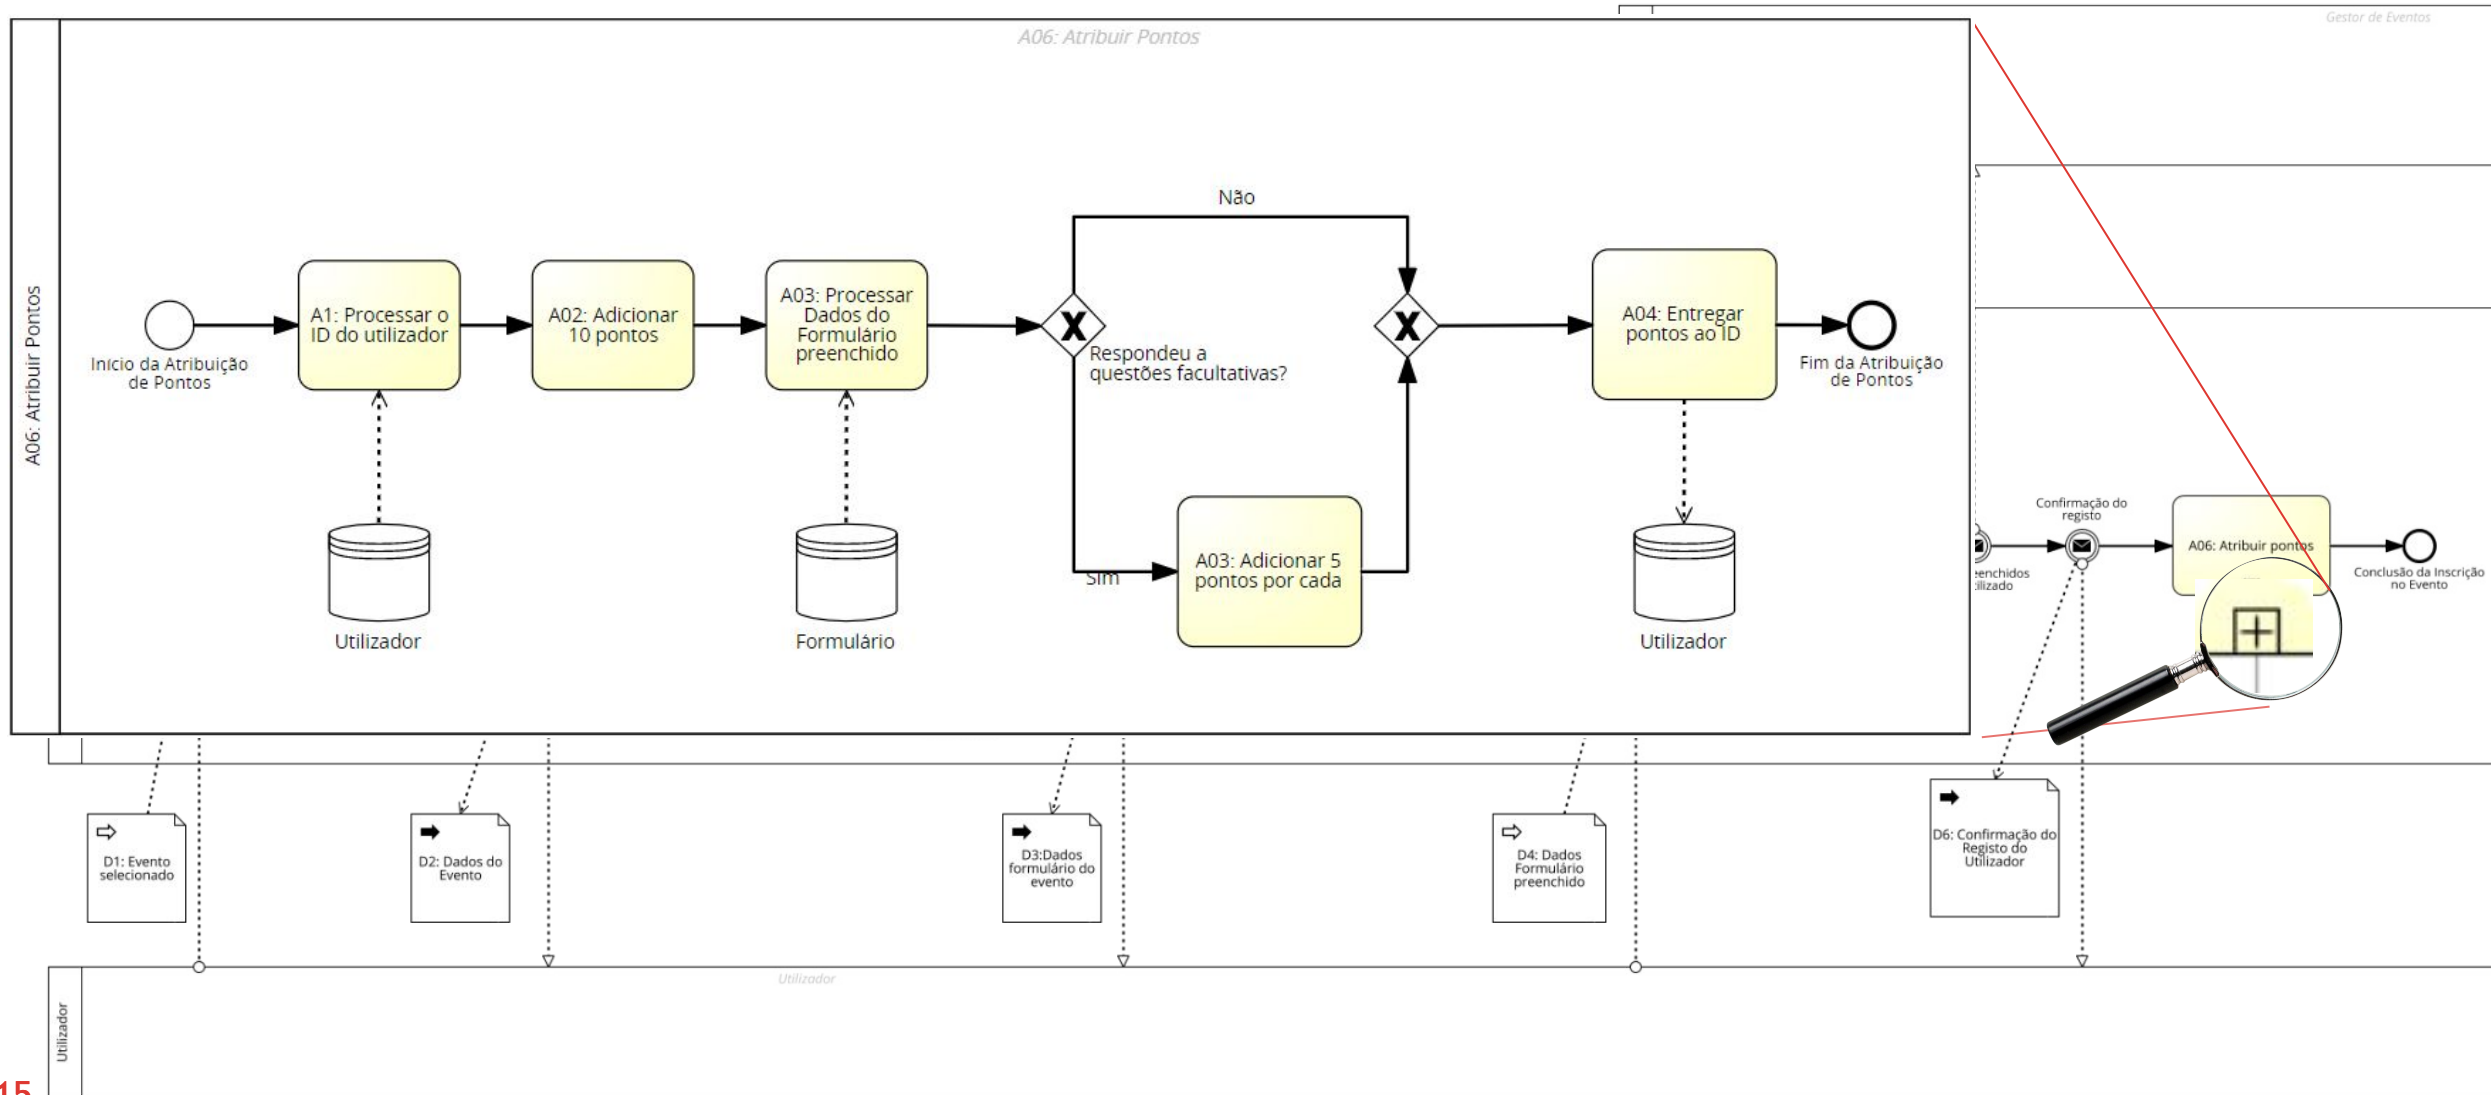 Gestor de Eventos
A06: Atribuir Pontos
A06: Atribuir Pontos
Não
Início da Atribuição
de Pontos
A1: Processar o
ID do utilizador
A02: Adicionar
10 pontos
A03: Processar
Dados do
Formulário
preenchido
Respondeu a
questões facultativas?
A04: Entregar
pontos ao ID
Fim da Atribuição
de Pontos
Sim
A03: Adicionar 5
pontos por cada
Utilizador
Formulário
Utilizador
Confirmação do
registo
A06: Atribuir pontos
Conclusão da Inscrição
no Evento
D1: Evento
selecionado
D2: Dados do
Evento
D3:Dados
formulário do
evento
D4: Dados
Formulário
preenchido
D6: Confirmação do
Registo do
Utilizador
Utilizador
Utilizador
15